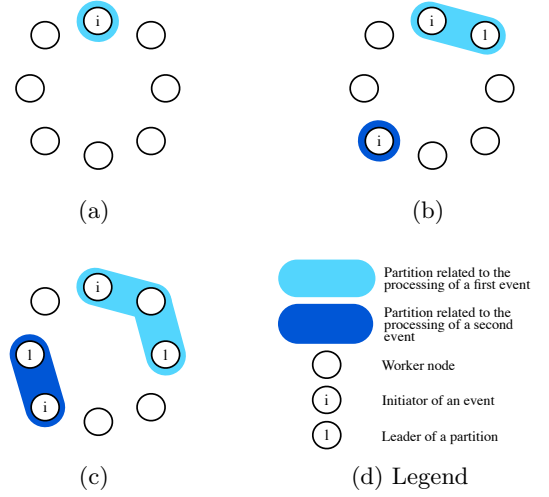 i
(a)
i
l
i
(b)
i
l
l
i
(c)
Partition related to the
processing of a first event
Partition related to the
processing of a second
event
Worker node
i
Initiator of an event
l
Leader of a partition
(d) Legend